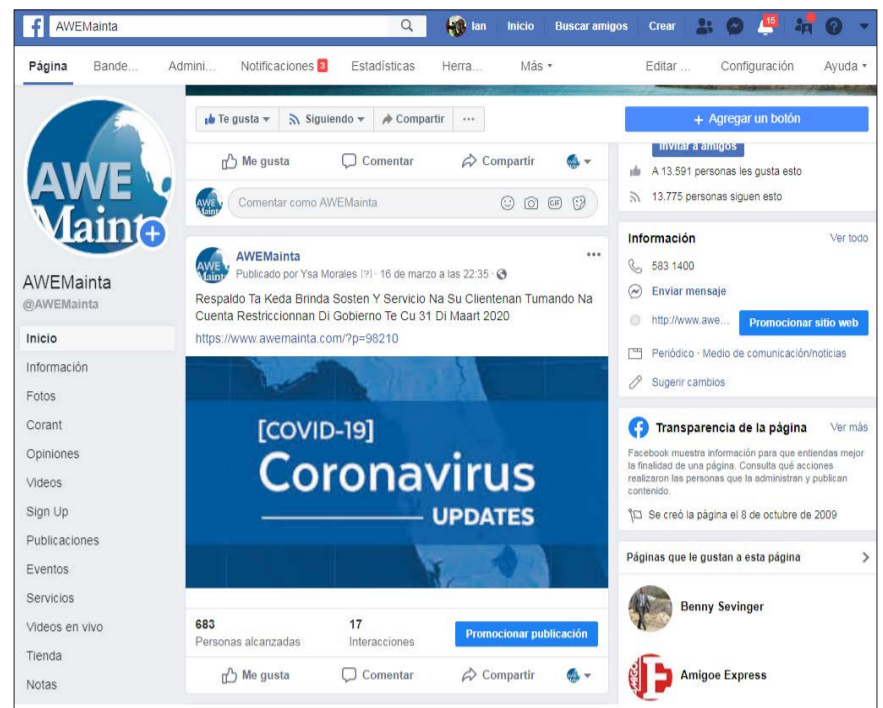 AWEMainta
Ian Inicio Buscar amigos Crear 15
Página Bande... Admini... Notificaciones 3 Estadísticas Herra... Más Editar ... Configuración Ayuda
AWE
Mainta
AWEMainta
@AWEMainta
Inicio
Información
Fotos
Corant
Opiniones
Videos
Sign Up
Publicaciones
Eventos
Servicios
Videos en vivo
Tienda
Notas
Te gusta Siguiendo Compartir ...
Me gusta Comentar Compartir
Comentar como AWEMainta GIF
AWEMainta
Publicado por Ysa Morales [?] · 16 de marzo a las 22:35 ·
Respaldo Ta Keda Brinda Sosten Y Servicio Na Su Clientenan Tumando Na
Cuenta Restriccionnan Di Gobierno Te Cu 31 Di Maart 2020
https://www.awemainta.com/?p=98210
[COVID-19]
Coronavirus
UPDATES
683
Personas alcanzadas
17
Interacciones
Promocionar publicación
Me gusta Comentar Compartir
+ Agregar un botón
Invitar a amigos
A 13.591 personas les gusta esto
13.775 personas siguen esto
Información Ver todo
583 1400
Enviar mensaje
http://www.awe... Promocionar sitio web
Periódico · Medio de comunicación/noticias
Sugerir cambios
Transparencia de la página Ver más
Facebook muestra información para que entiendas mejor
la finalidad de una página. Consulta qué acciones
realizaron las personas que la administran y publican
contenido.
Se creó la página el 8 de octubre de 2009
Páginas que le gustan a esta página
Benny Sevinger
Amigoe Express